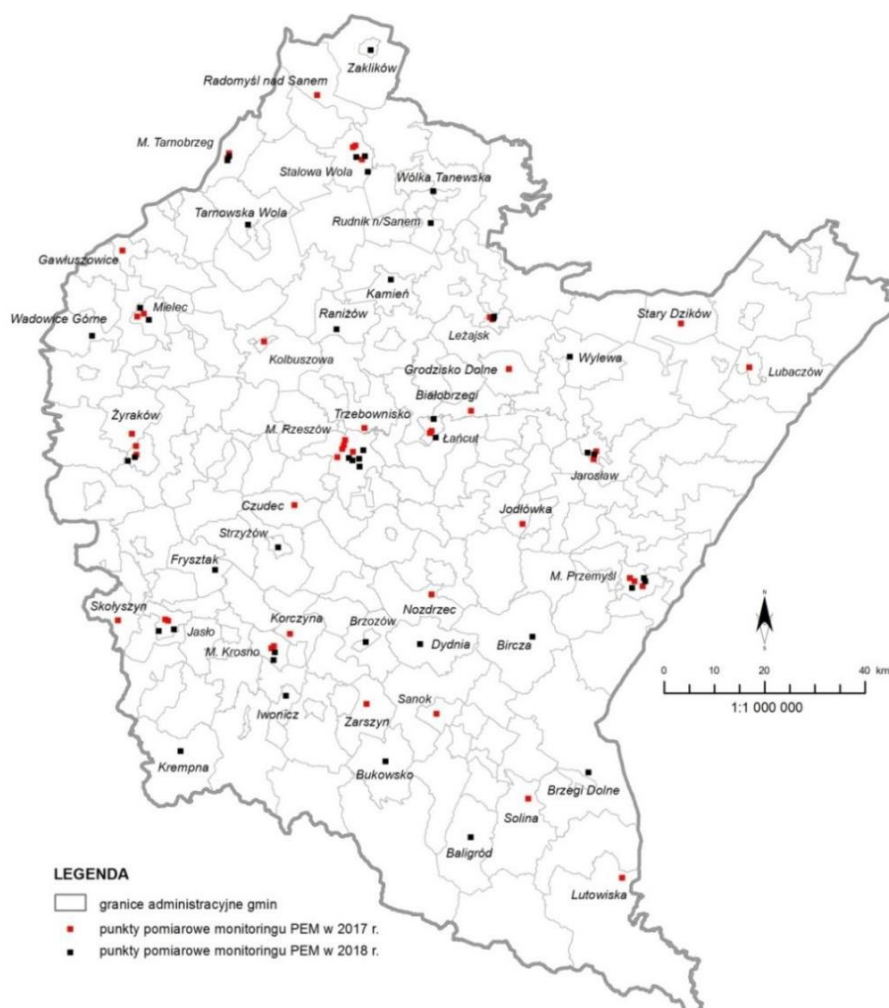 Zaklików
Radomyśl nad Sanem
M. Tarnobrzeg
Stalowa Wola
Wólka Tanewska
Tarnowska Wola
Rudnik n/Sanem
Gawłuszowice
Kamień
Mielec
Wadowice Górne
Raniżów
Leżajsk
Stary Dzików
Kolbuszowa
Wylewa
Grodzisko Dolne
Lubaczów
Białobrzegi
Żyraków
Trzebownisko
M. Rzeszów
Łańcut
Jarosław
Czudec
Jodłówka
Strzyżów
Frysztak
M. Przemyśl
Skołyszyn
Nozdrzec
Korczyna
Brzozów
Jasło
Dydnia
Bircza
M. Krosno
N
S
0 20 40 km
1:1 000 000
Iwonicz
Zarszyn
Sanok
Krempna
Bukowsko
Brzegi Dolne
Solina
Baligród
Lutowiska
LEGENDA
granice administracyjne gmin
punkty pomiarowe monitoringu PEM w 2017 r.
punkty pomiarowe monitoringu PEM w 2018 r.